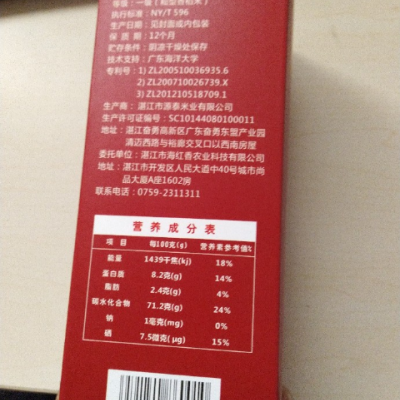 等级：一级（籼型香稻米）
执行标准：NY/T 596
生产日期：见封面或内包装
保 质 期：12个月
贮存条件：阴凉干燥处保存
技术支持：广东海洋大学
专利号：1) ZL200510036935.6
2) ZL200710026739.X
3) ZL201210518709.1
生产商：湛江市源泰米业有限公司
生产许可证编号：SC10144080100011
地址：湛江奋勇高新区广东奋勇东盟产业园
清迈西路与裕廊交叉口以西南房屋
委托单位：湛江市海红香农业科技有限公司
地址：湛江市开发区人民大道中40号城市尚
品大厦A座1602房
联系电话：0759-2311311
营养成分表
项目 每100克(g) 营养素参考值%
能量 1439千焦(kj) 18%
蛋白质 8.2克(g) 14%
脂肪 2.4克(g) 4%
碳水化合物 71.2克(g) 24%
钠 1毫克(mg) 0%
硒 7.5微克(μg) 15%